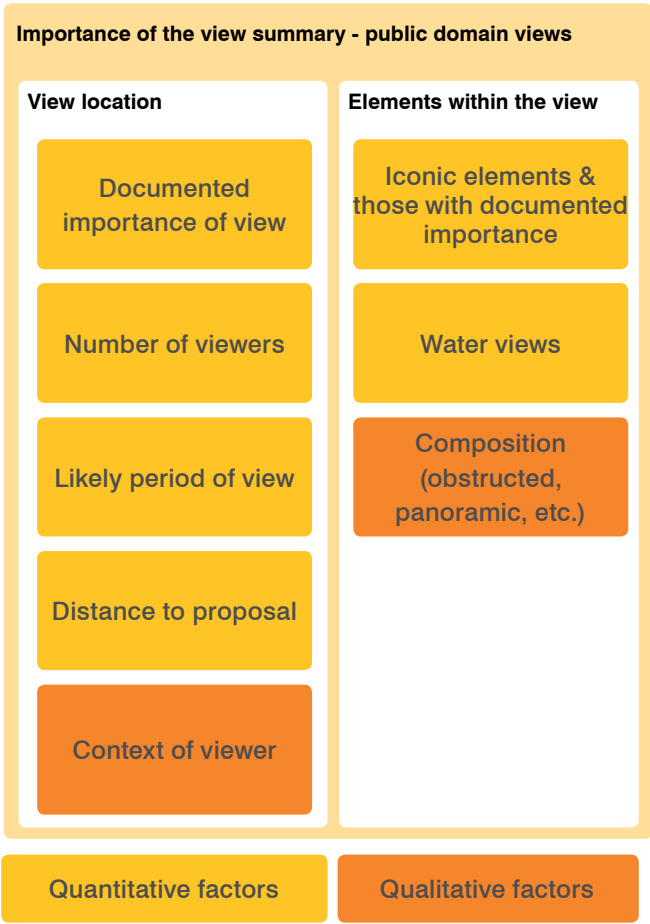 Importance of the view summary - public domain views
View location
Documented
importance of view
Number of viewers
Likely period of view
Distance to proposal
Context of viewer
Elements within the view
Iconic elements &
those with documented
importance
Water views
Composition
(obstructed,
panoramic, etc.)
Quantitative factors
Qualitative factors